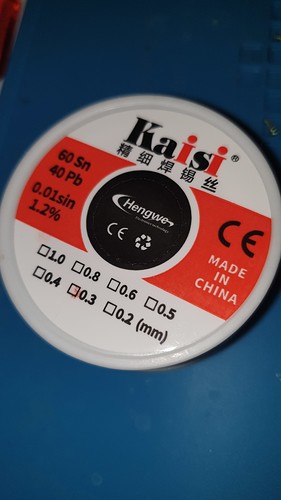 Kaisi®
精细焊锡丝
60 Sn
40 Pb
0.01sin
1.2%
Hengwei
CE
CE
MADE
IN
CHINA
□1.0 □0.8 □0.6 □0.5
□0.4 □0.3 □0.2 (mm)